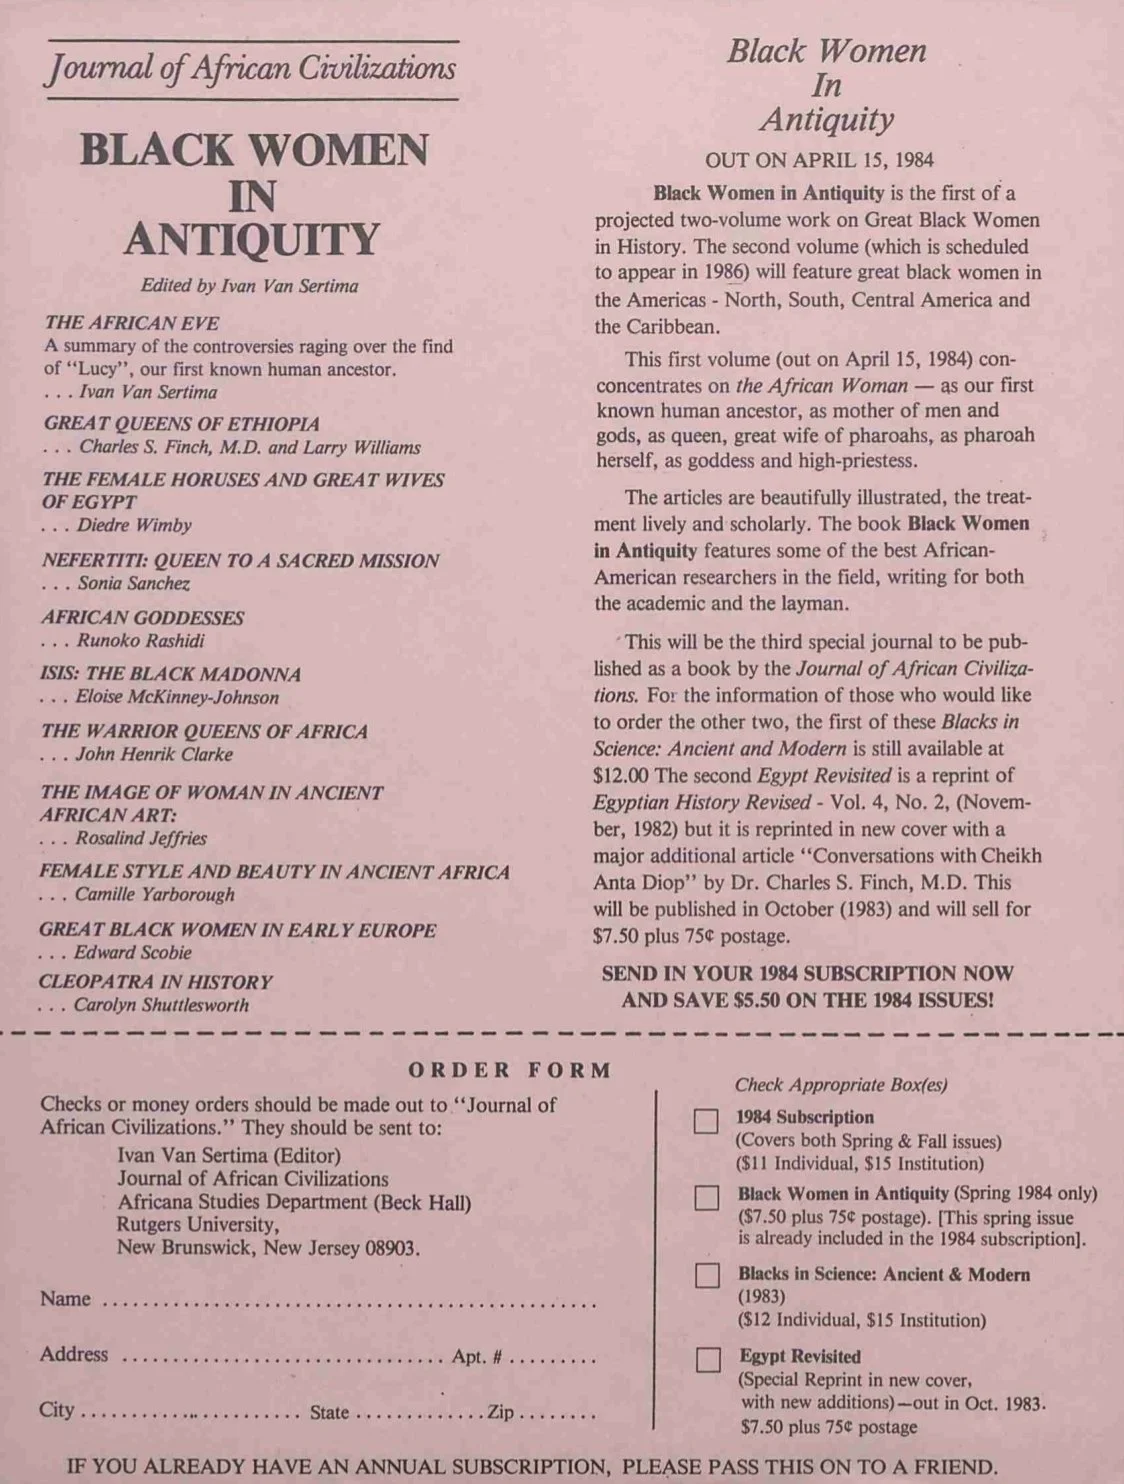 Journal of African Civilizations
BLACK WOMEN
IN
ANTIQUITY
Edited by Ivan Van Sertima
THE AFRICAN EVE
A summary of the controversies raging over the find
of "Lucy", our first known human ancestor.
. . . Ivan Van Sertima
GREAT QUEENS OF ETHIOPIA
. . . Charles S. Finch, M.D. and Larry Williams
THE FEMALE HORUSES AND GREAT WIVES
OF EGYPT
. . . Diedre Wimby
NEFERTITI: QUEEN TO A SACRED MISSION
. . . Sonia Sanchez
AFRICAN GODDESSES
. . . Runoko Rashidi
ISIS: THE BLACK MADONNA
. . . Eloise McKinney-Johnson
THE WARRIOR QUEENS OF AFRICA
. . . John Henrik Clarke
THE IMAGE OF WOMAN IN ANCIENT
AFRICAN ART:
. . . Rosalind Jeffries
FEMALE STYLE AND BEAUTY IN ANCIENT AFRICA
. . . Camille Yarborough
GREAT BLACK WOMEN IN EARLY EUROPE
. . . Edward Scobie
CLEOPATRA IN HISTORY
. . . Carolyn Shuttlesworth
Black Women
In
Antiquity
OUT ON APRIL 15, 1984
Black Women in Antiquity is the first of a
projected two-volume work on Great Black Women
in History. The second volume (which is scheduled
to appear in 1986) will feature great black women in
the Americas - North, South, Central America and
the Caribbean.
This first volume (out on April 15, 1984) con-
concentrates on the African Woman — as our first
known human ancestor, as mother of men and
gods, as queen, great wife of pharoahs, as pharoah
herself, as goddess and high-priestess.
The articles are beautifully illustrated, the treat-
ment lively and scholarly. The book Black Women
in Antiquity features some of the best African-
American researchers in the field, writing for both
the academic and the layman.
This will be the third special journal to be pub-
lished as a book by the Journal of African Civiliza-
tions. For the information of those who would like
to order the other two, the first of these Blacks in
Science: Ancient and Modern is still available at
$12.00 The second Egypt Revisited is a reprint of
Egyptian History Revised - Vol. 4, No. 2, (Novem-
ber, 1982) but it is reprinted in new cover with a
major additional article "Conversations with Cheikh
Anta Diop" by Dr. Charles S. Finch, M.D. This
will be published in October (1983) and will sell for
$7.50 plus 75¢ postage.
SEND IN YOUR 1984 SUBSCRIPTION NOW
AND SAVE $5.50 ON THE 1984 ISSUES!
ORDER FORM
Checks or money orders should be made out to "Journal of
African Civilizations." They should be sent to:
Ivan Van Sertima (Editor)
Journal of African Civilizations
Africana Studies Department (Beck Hall)
Rutgers University,
New Brunswick, New Jersey 08903.
Name ................................................
Address ................................ Apt. # .........
City ...................... State .............Zip ........
Check Appropriate Box(es)
1984 Subscription
(Covers both Spring & Fall issues)
($11 Individual, $15 Institution)
Black Women in Antiquity (Spring 1984 only)
($7.50 plus 75¢ postage). [This spring issue
is already included in the 1984 subscription].
Blacks in Science: Ancient & Modern
(1983)
($12 Individual, $15 Institution)
Egypt Revisited
(Special Reprint in new cover,
with new additions)—out in Oct. 1983.
$7.50 plus 75¢ postage
IF YOU ALREADY HAVE AN ANNUAL SUBSCRIPTION, PLEASE PASS THIS ON TO A FRIEND.